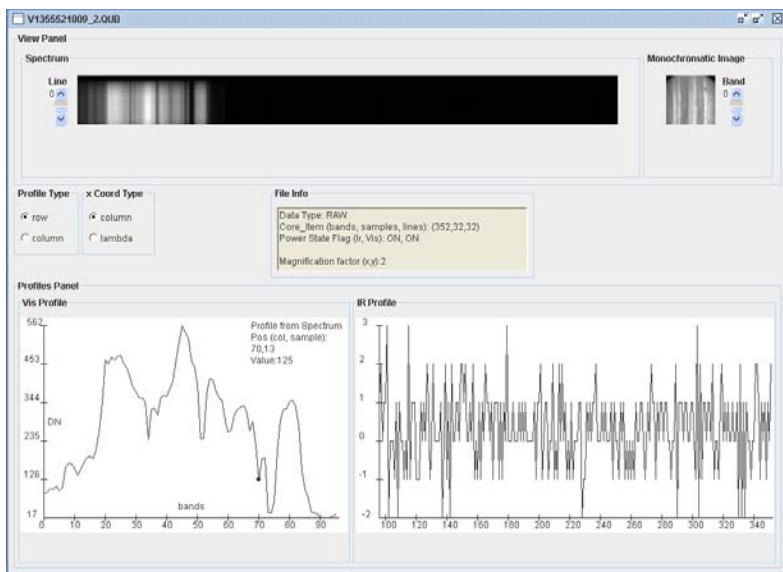 V1355521809_2.QUB
View Panel
Spectrum
Monochromatic Image
Line
0
Band
0
Profile Type
x Coord Type
File Info
row
column
column
lambda
Data Type: RAW
Core_Item (bands, samples, lines): (352,32,32)
Power State Flag (Ir, Vis): ON, ON
Magnification factor (x,y):2
Profiles Panel
Vis Profile
IR Profile
562
453
344
235
126
17
DN
Profile from Spectrum
Pos (col, sample):
70,13
Value:125
bands
0 10 20 30 40 50 60 70 80 90
3
2
1
0
-1
-2
100 120 140 160 180 200 220 240 260 280 300 320 340